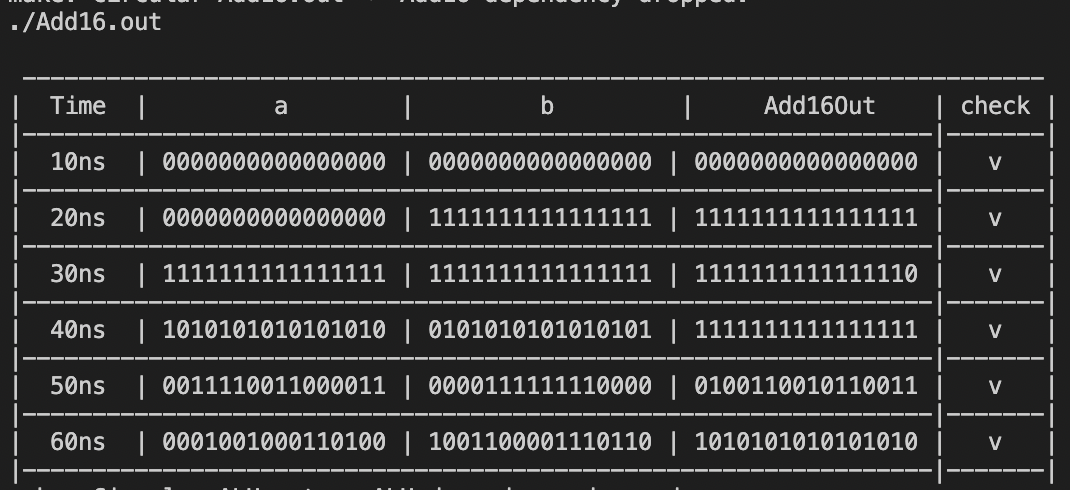 ./Add16.out
| Time | a | b | Add16Out | check |
| 10ns | 0000000000000000 | 0000000000000000 | 0000000000000000 | v |
| 20ns | 0000000000000000 | 1111111111111111 | 1111111111111111 | v |
| 30ns | 1111111111111111 | 1111111111111111 | 1111111111111110 | v |
| 40ns | 1010101010101010 | 0101010101010101 | 1111111111111111 | v |
| 50ns | 0011110011000011 | 0000111111110000 | 0100110010110011 | v |
| 60ns | 0001001000110100 | 1001100001110110 | 1010101010101010 | v |